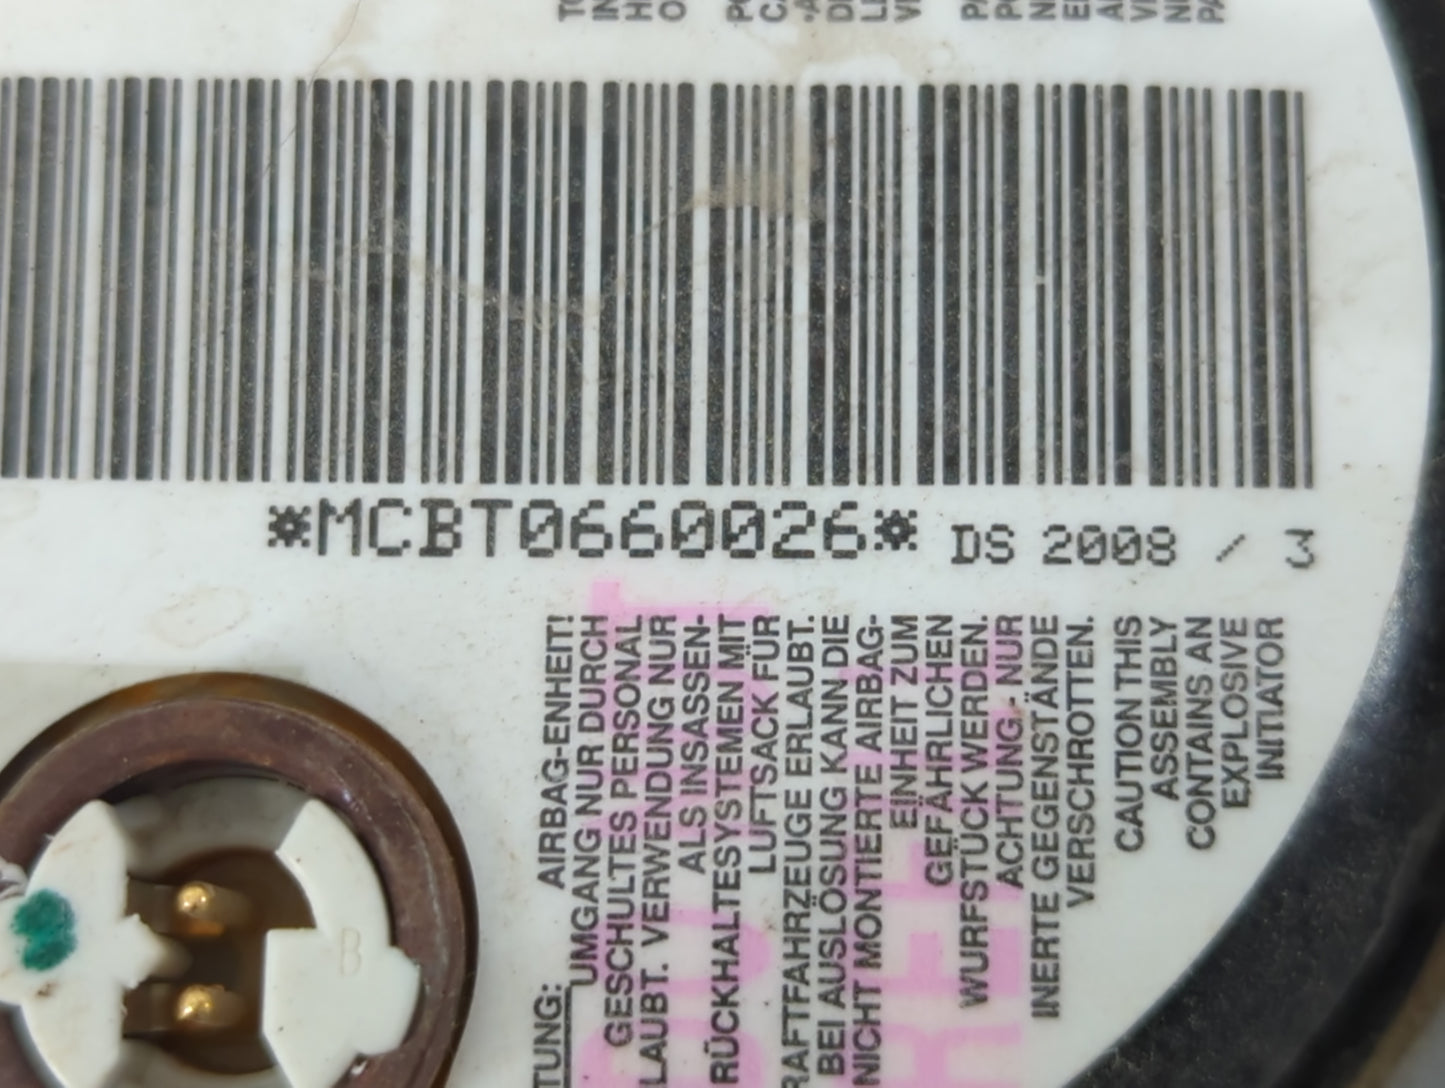 *MCBT0660026* DS 2008 / 3
TUNG:
AIRBAG-ENHEIT!
UMGANG NUR DURCH
GESCHULTES PERSONAL
LAUBT. VERWENDUNG NUR
ALS INSASSEN-
RÜCKHALTESYSTEMEN MIT
LUFTSACK FÜR
RAFTFAHRZEUGE ERLAUBT.
BEI AUSLÖSUNG KANN DIE
NICHT MONTIERTE AIRBAG-
EINHEIT ZUM
GEFÄHRLICHEN
WURFSTÜCK WERDEN.
ACHTUNG. NUR
INERTE GEGENSTÄNDE
VERSCHROTTEN.
CAUTION THIS
ASSEMBLY
CONTAINS AN
EXPLOSIVE
INITIATOR
B